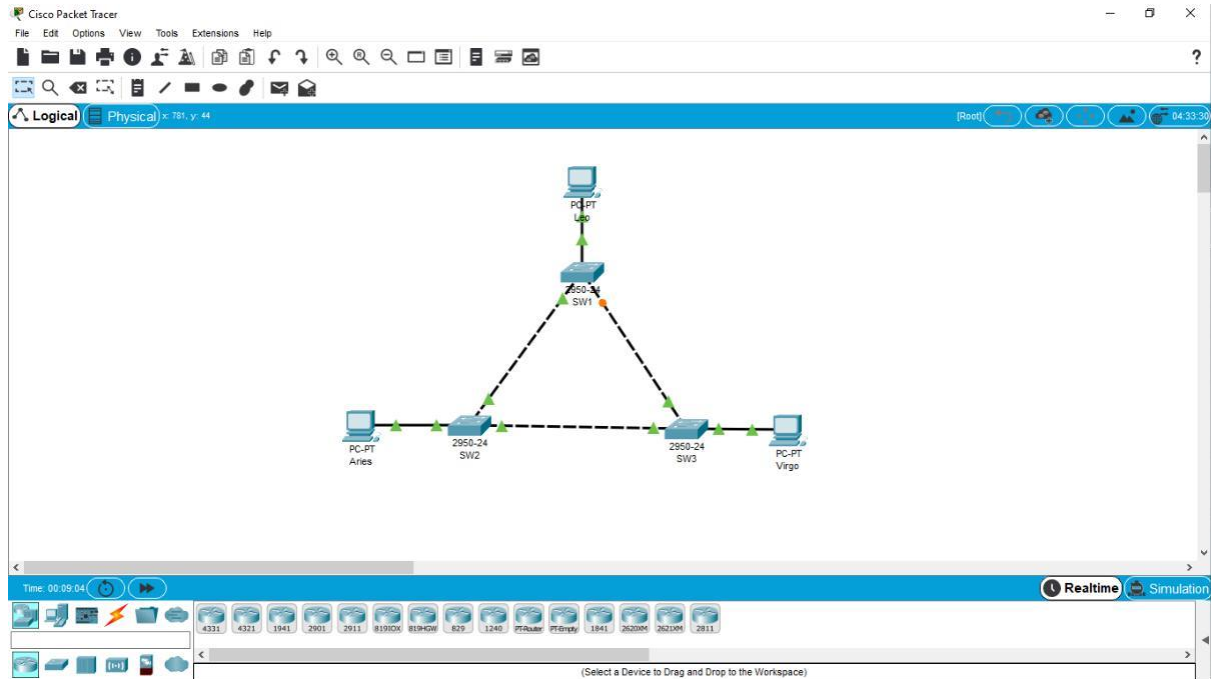 Cisco Packet Tracer
File Edit Options View Tools Extensions Help
?
Logical Physical x: 781, y: 44 [Root] 04:33:30
PC-PT
Leo
2950-24
SW1
PC-PT
Aries
2950-24
SW2
2950-24
SW3
PC-PT
Virgo
Time: 00:09:04 Realtime Simulation
4331 4321 1941 2901 2911 819IOX 819HGW 829 1240 PT-Router PT-Empty 1841 2620XM 2621XM 2811
(Select a Device to Drag and Drop to the Workspace)